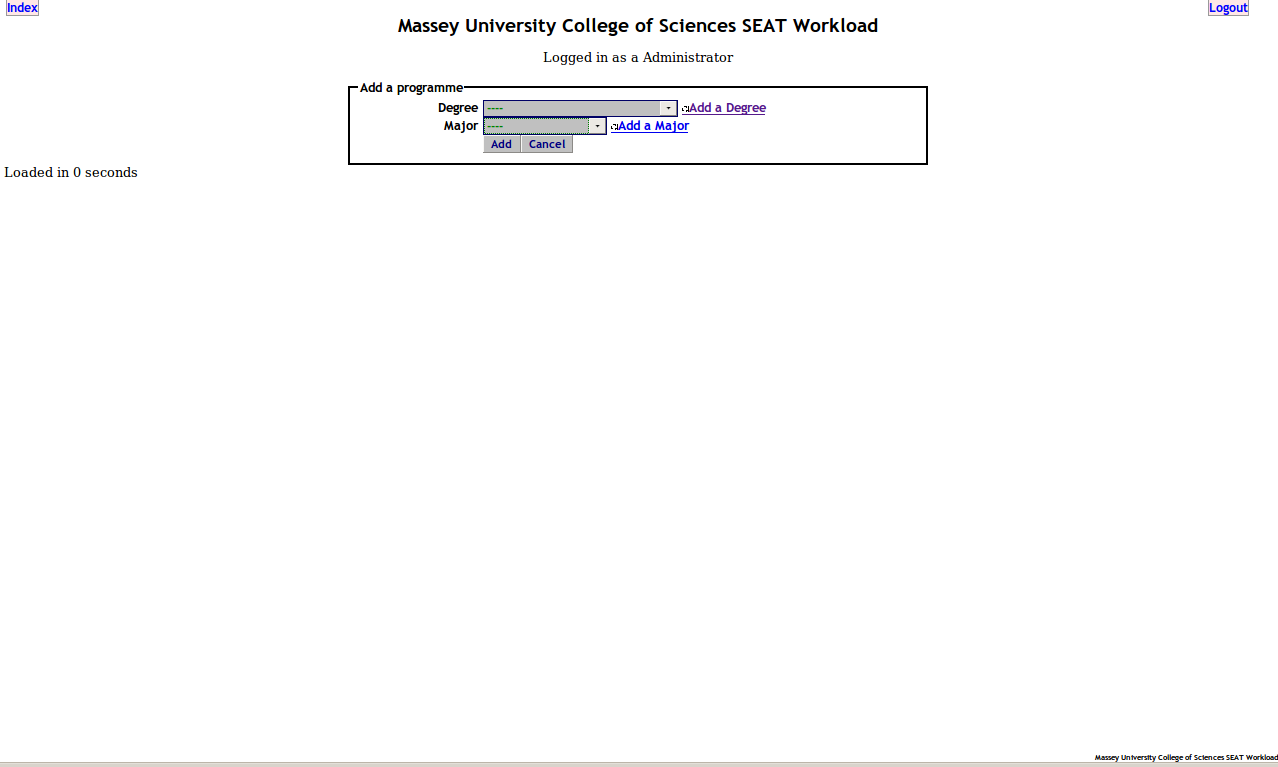 Index Logout
Massey University College of Sciences SEAT Workload
Logged in as a Administrator
Add a programme
Degree ---- Add a Degree
Major ---- Add a Major
Add Cancel
Loaded in 0 seconds
Massey University College of Sciences SEAT Workload